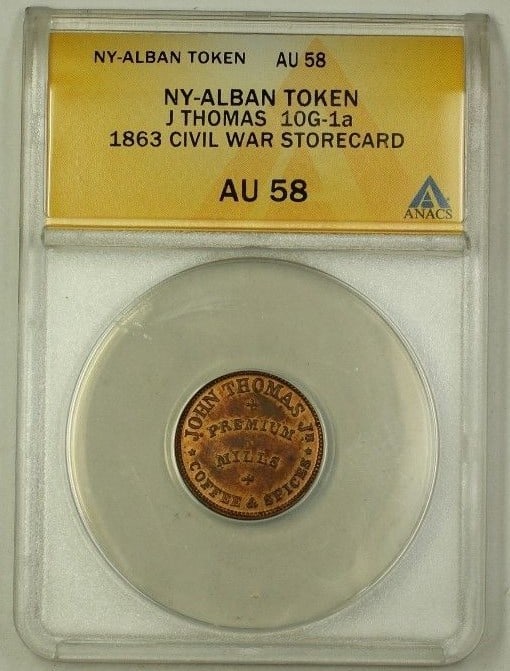 NY-ALBAN TOKEN AU 58
NY-ALBAN TOKEN
J THOMAS 10G-1a
1863 CIVIL WAR STORECARD
AU 58
ANACS
JOHN THOMAS JR
PREMIUM
MILLS
COFFEE & SPICES